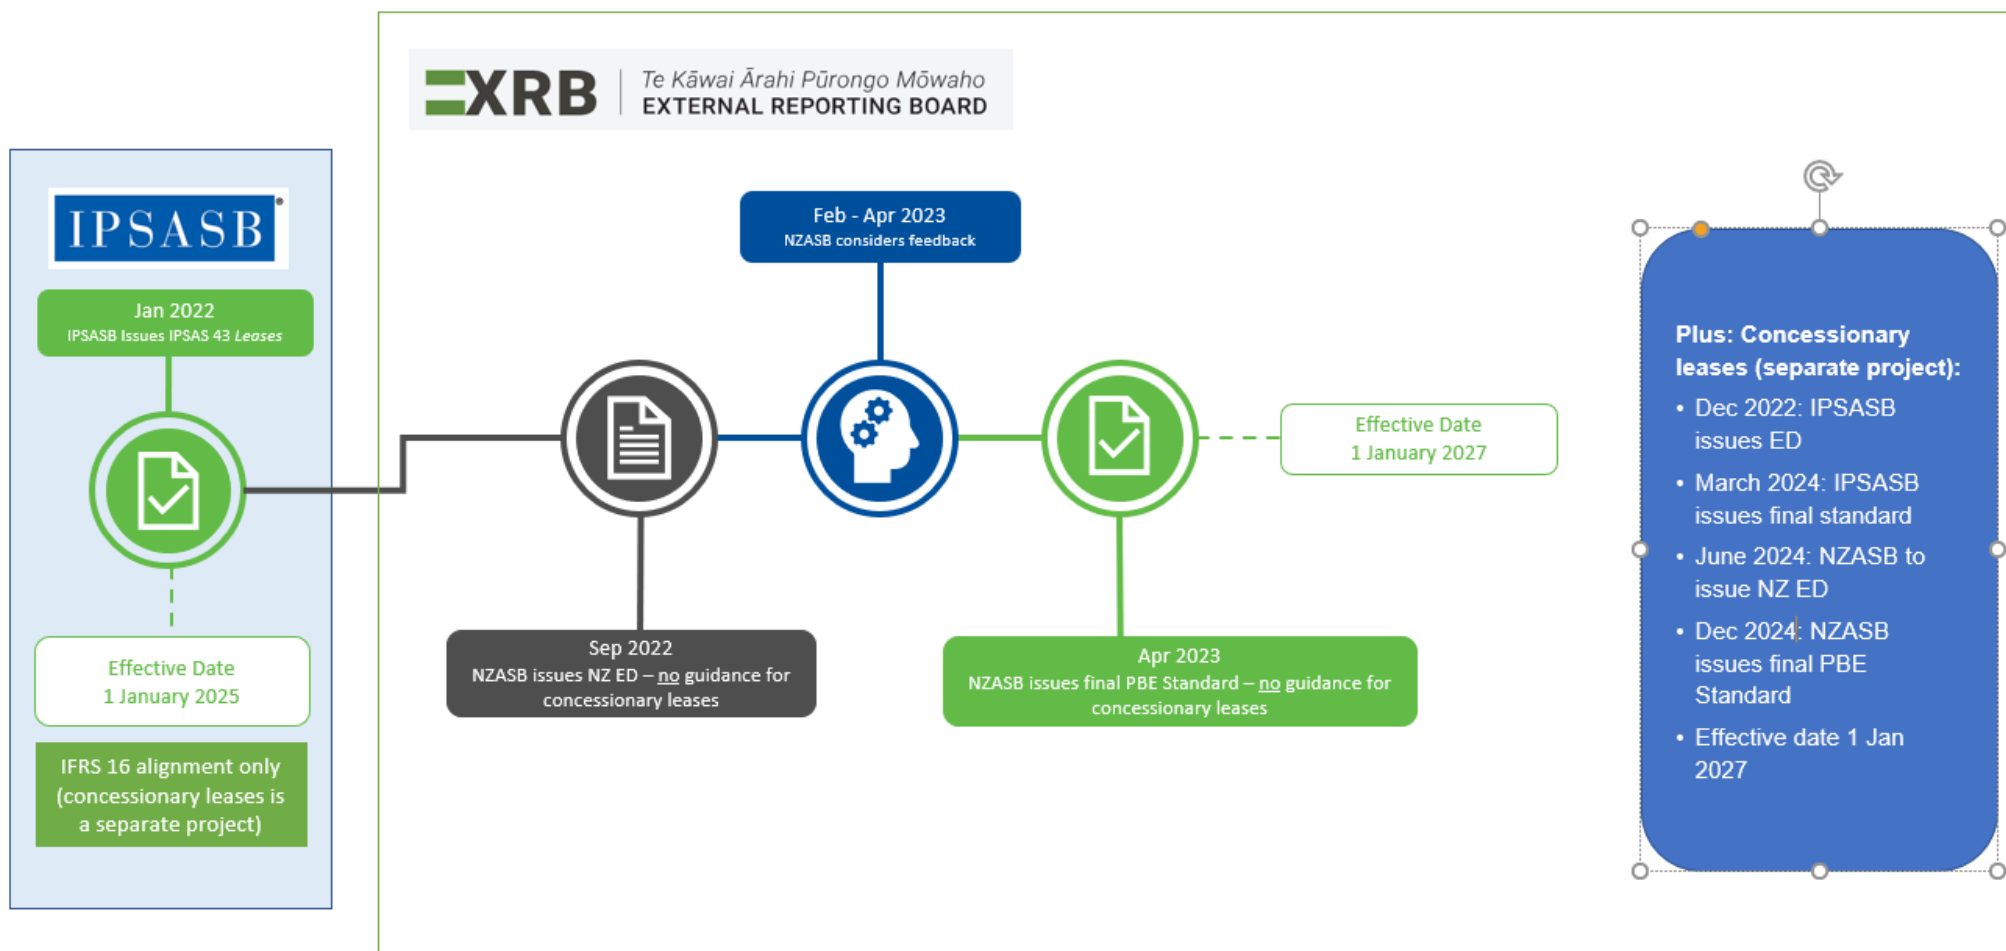 XRB
Te Kāwai Ārahi Pūrongo Mōwaho
EXTERNAL REPORTING BOARD
IPSASB
Jan 2022
IPSASB Issues IPSAS 43 Leases
Effective Date
1 January 2025
IFRS 16 alignment only
(concessionary leases is
a separate project)
Sep 2022
NZASB issues NZ ED – no guidance for
concessionary leases
Feb - Apr 2023
NZASB considers feedback
Apr 2023
NZASB issues final PBE Standard – no guidance for
concessionary leases
Effective Date
1 January 2027
Plus: Concessionary
leases (separate project):
• Dec 2022: IPSASB
issues ED
• March 2024: IPSASB
issues final standard
• June 2024: NZASB to
issue NZ ED
• Dec 2024: NZASB
issues final PBE
Standard
• Effective date 1 Jan
2027